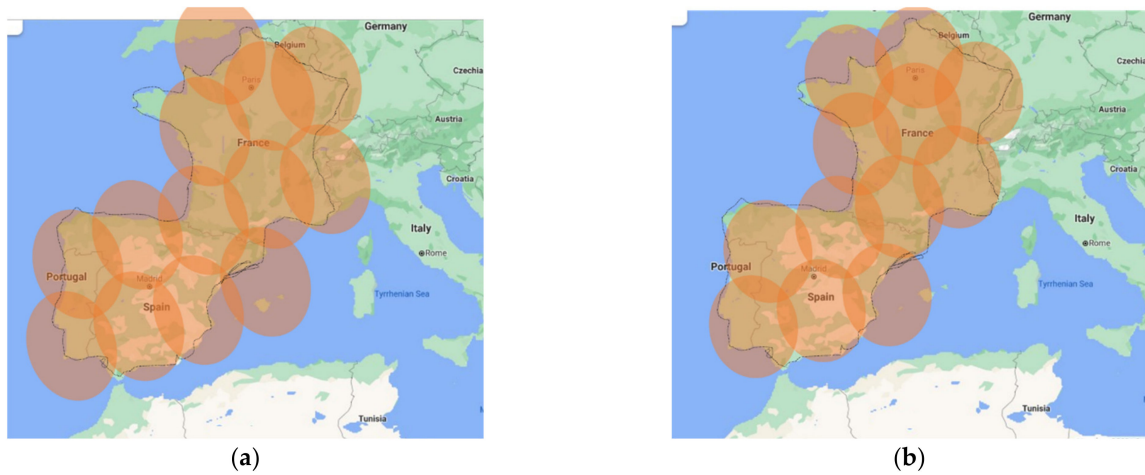 Germany
Belgium
Paris
Czechia
Austria
France
Croatia
Italy
Rome
Portugal
Madrid
Spain
Tyrrhenian Sea
Tunisia
(a)
Germany
Belgium
Paris
Czechia
Austria
France
Croatia
Italy
Rome
Portugal
Madrid
Spain
Tyrrhenian Sea
Tunisia
(b)